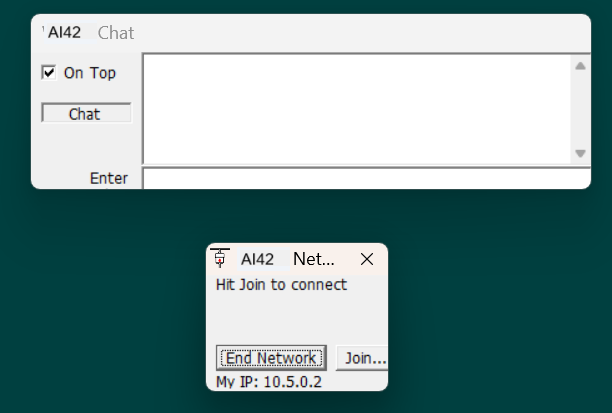 AI42 Chat
On Top
Chat
Enter
AI42 Net...
Hit Join to connect
End Network Join...
My IP: 10.5.0.2